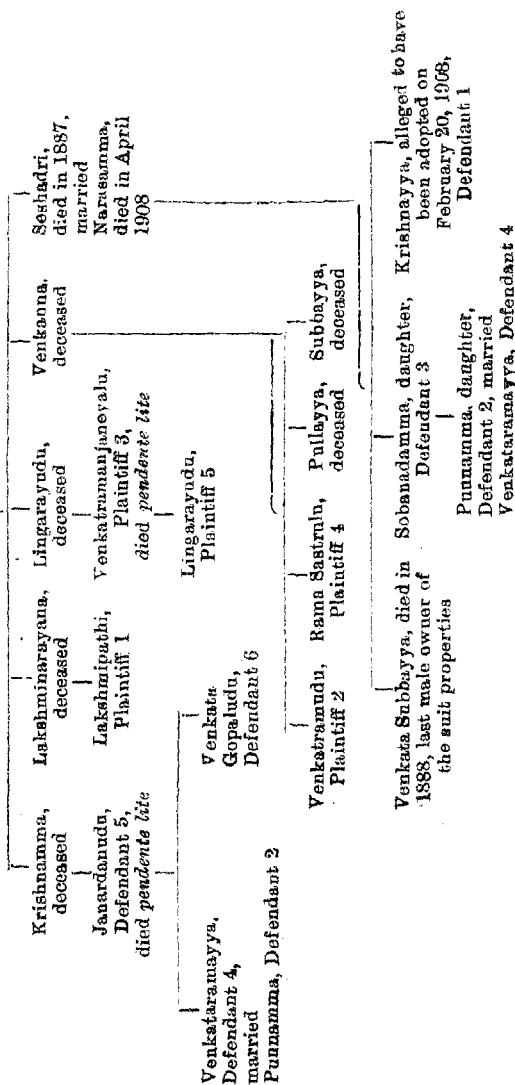 Krishnamma,
deceased
Lakshminarayana,
deceased
Lingarayudu,
deceased
Venkanna,
deceased
Seshadri,
died in 1887,
married
Narasamma,
died in April
1908
Janardanudu,
Defendant 5,
died pendente lite
Lakshmipathi,
Plaintiff 1
Venkatramanjaneyalu,
Plaintiff 3,
died pendente lite
Lingarayudu,
Plaintiff 5
Venkataramayya,
Defendant 4,
married
Punnamma, Defendant 2
Venkata
Gopaludu,
Defendant 6
Venkatramudu,
Plaintiff 2
Rama Sastrulu,
Plaintiff 4
Pullayya,
deceased
Subbayya,
deceased
Venkata Subbayya, died in
1888, last male owner of
the suit properties
Sobanadamma, daughter,
Defendant 3
Krishnayya, alleged to have
been adopted on
February 20, 1908,
Defendant 1
Punnamma, daughter,
Defendant 2, married
Venkataramayya, Defendant 4